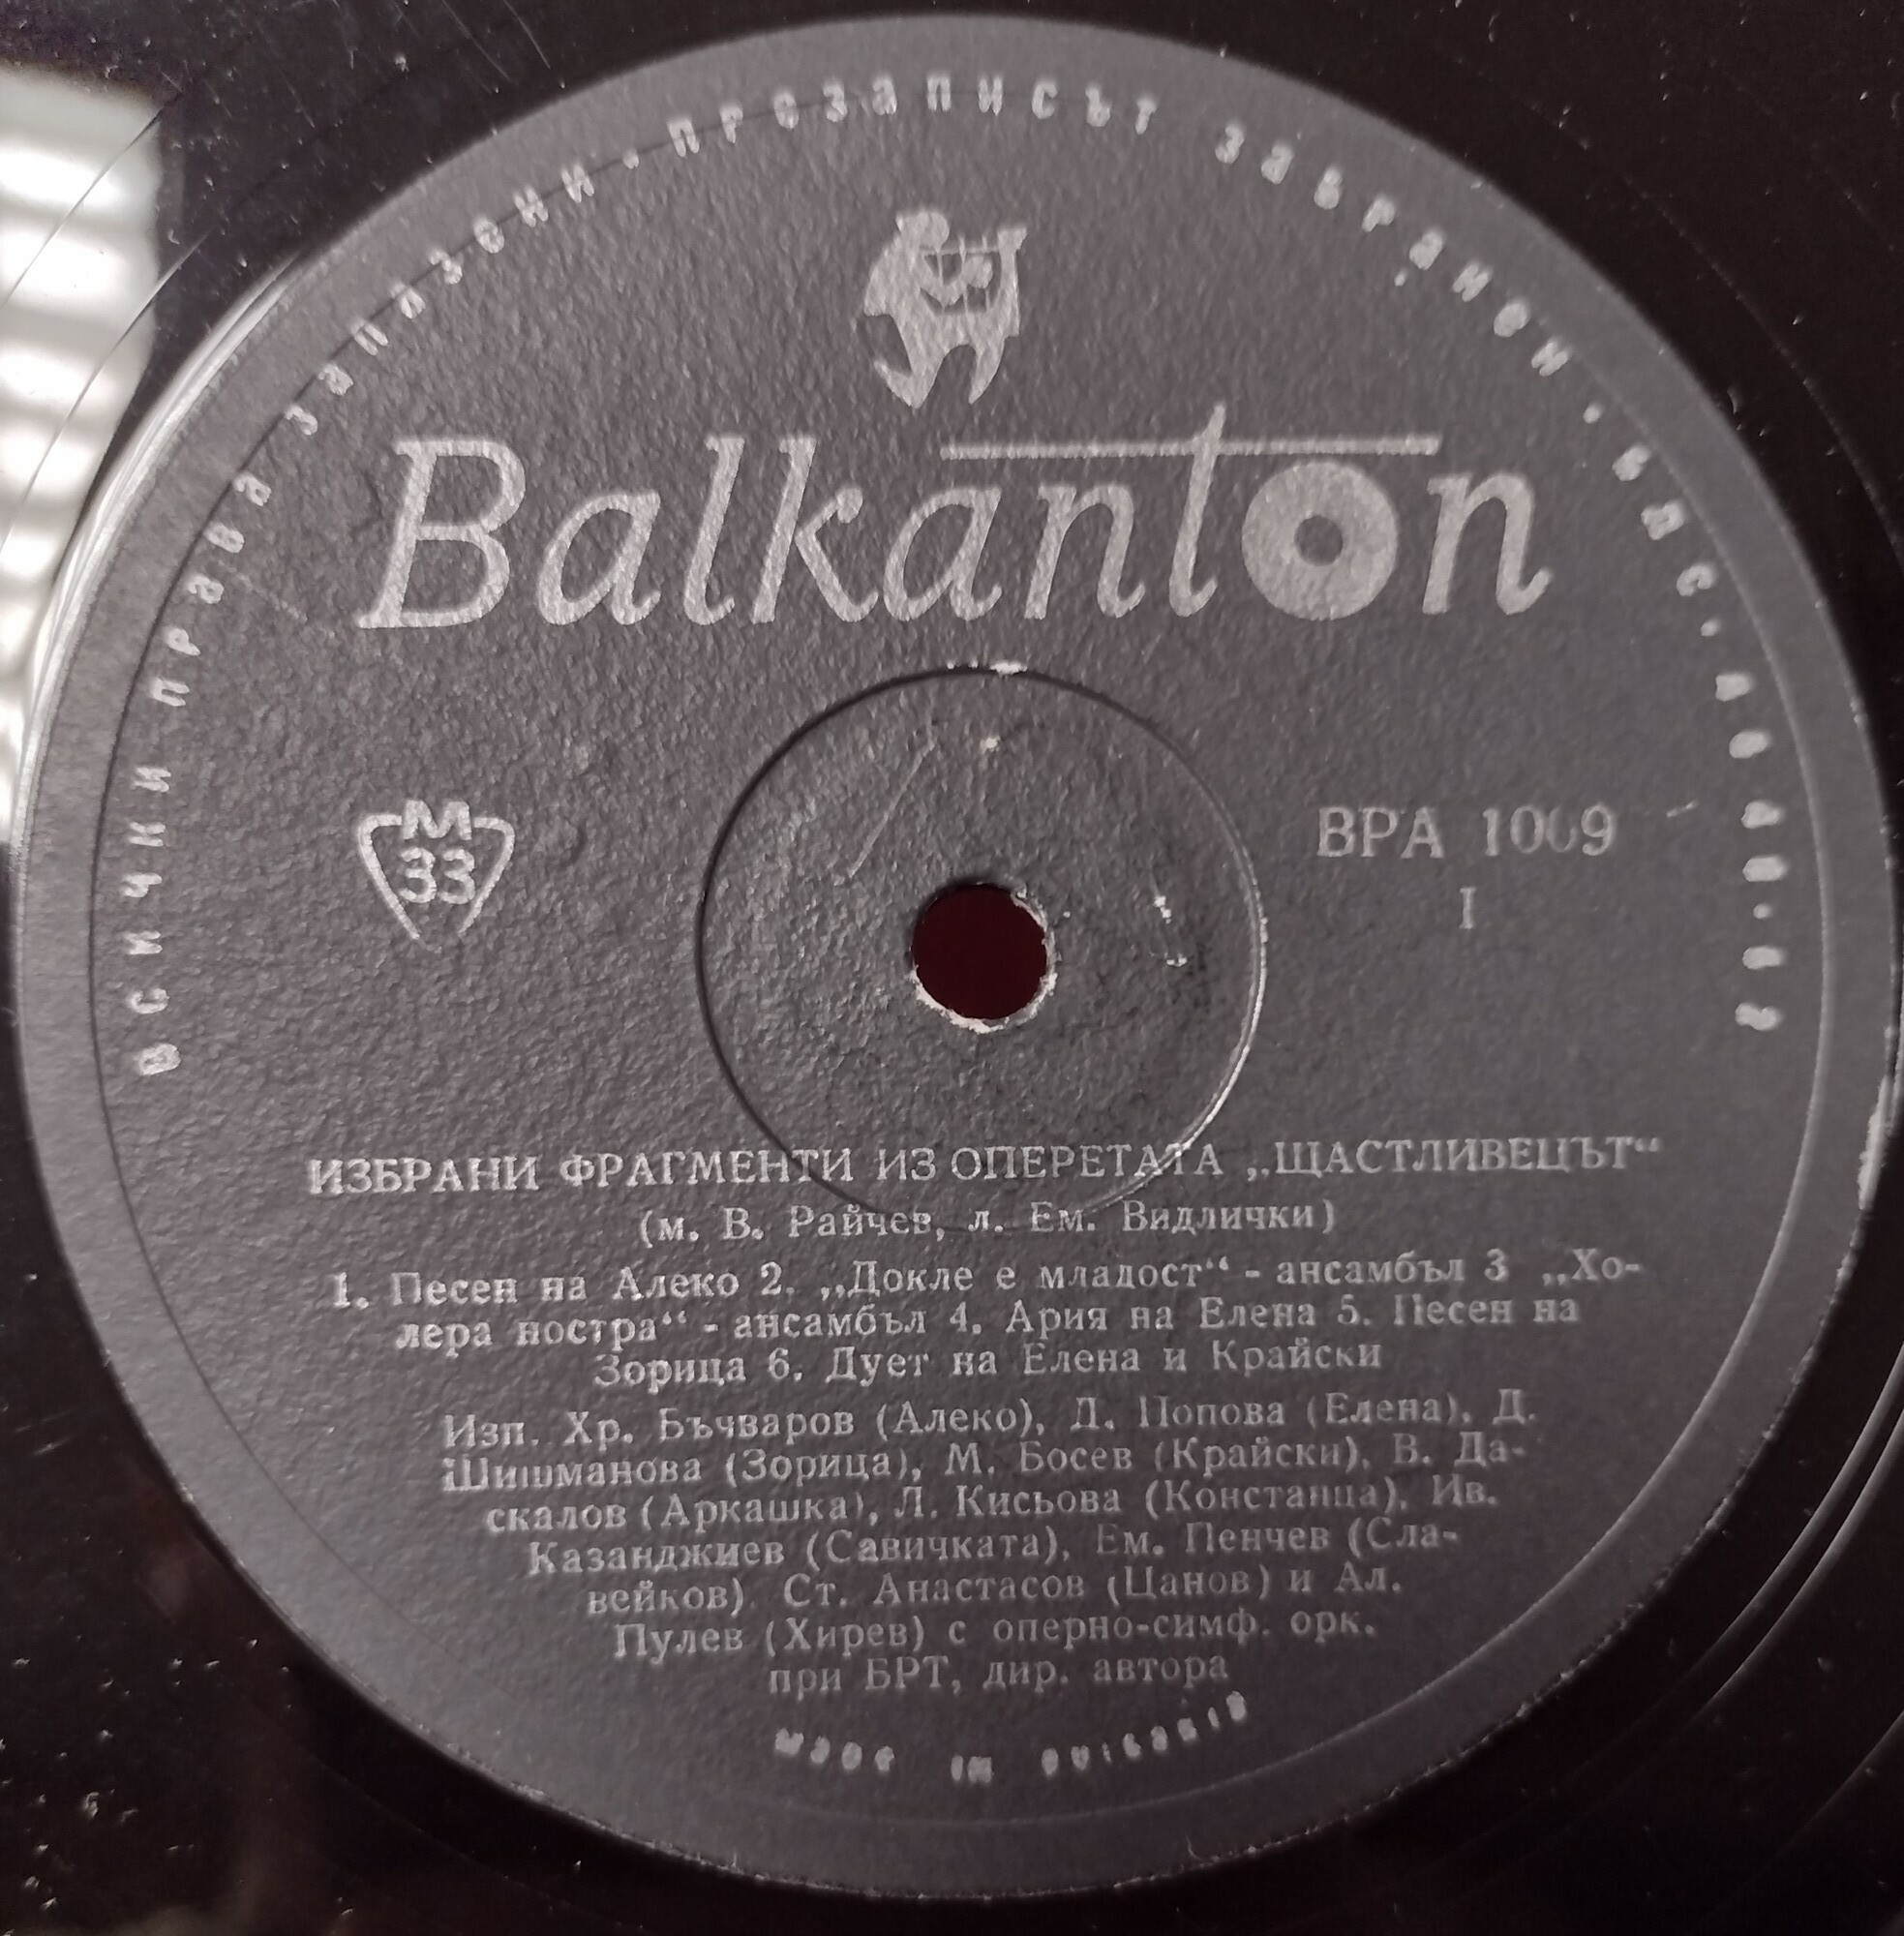 ВСИЧКИ ПРАВА ЗАПАЗЕНИ · ПРЕЗАПИСЪТ ЗАБРАНЕН · БДС
Balkanton
М
33
ВРА 1009
I
ИЗБРАНИ ФРАГМЕНТИ ИЗ ОПЕРЕТАТА „ЩАСТЛИВЕЦЪТ“
(м. В. Райчев, л. Ем. Видлички)
1. Песен на Алеко 2. „Докле е младост“ - ансамбъл 3 „Хо-
лера ностра“ - ансамбъл 4. Ария на Елена 5. Песен на
Зорица 6. Дует на Елена и Крайски
Изп. Хр. Бъчваров (Алеко), Л. Попова (Елена), Д.
Шишманова (Зорица), М. Босев (Крайски), В. Да-
скалов (Аркашка), Л. Кисьова (Констанца), Ив.
Казанджиев (Савичката), Ем. Пенчев (Сла-
вейков) Ст. Анастасов (Цанов) и Ал.
Пулев (Хирев) с оперно-симф. орк.
при БРТ, дир. автора
MADE IN BULGARIA